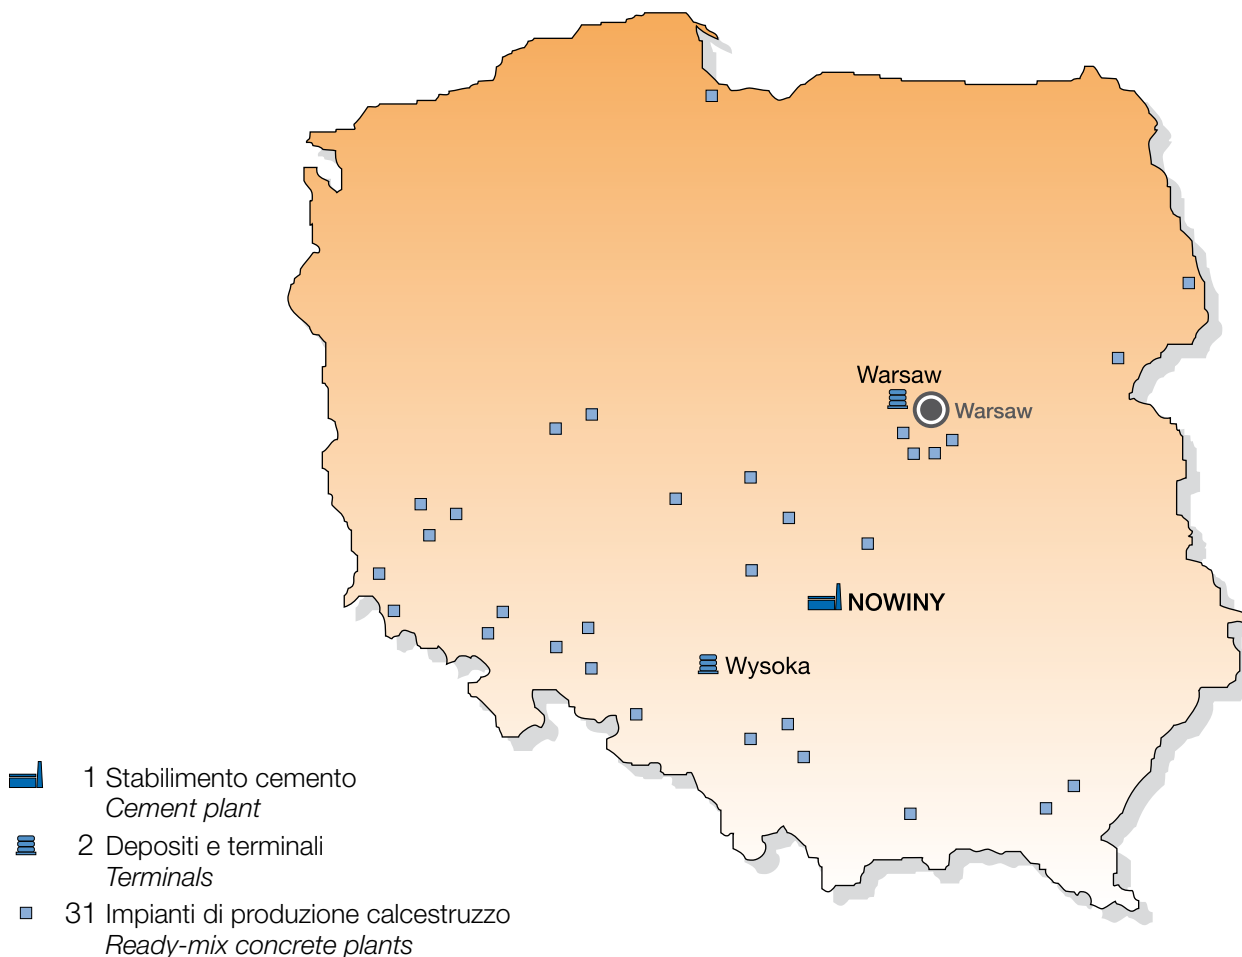 Warsaw
Warsaw
NOWINY
Wysoka
1 Stabilimento cemento
Cement plant
2 Depositi e terminali
Terminals
31 Impianti di produzione calcestruzzo
Ready-mix concrete plants